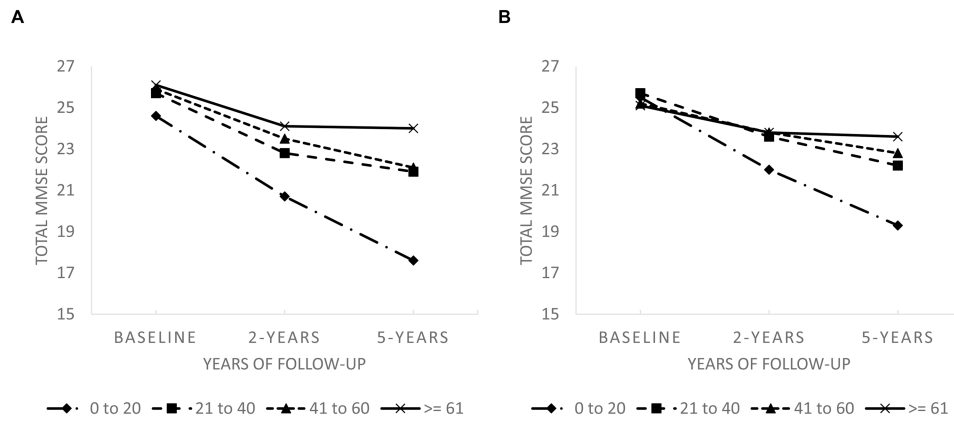 A
B
TOTAL MMSE SCORE
27
25
23
21
19
17
15
BASELINE 2-YEARS 5-YEARS
YEARS OF FOLLOW-UP
0 to 20 21 to 40 41 to 60 >= 61
TOTAL MMSE SCORE
27
25
23
21
19
17
15
BASELINE 2-YEARS 5-YEARS
YEARS OF FOLLOW-UP
0 to 20 21 to 40 41 to 60 >= 61